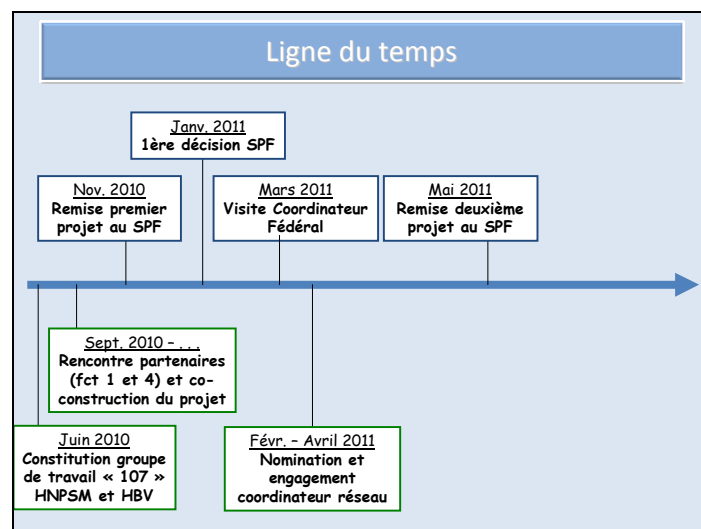 Ligne du temps
Janv. 2011
1ère décision SPF
Nov. 2010
Remise premier
projet au SPF
Mars 2011
Visite Coordinateur
Fédéral
Mai 2011
Remise deuxième
projet au SPF
Sept. 2010 – . . .
Rencontre partenaires
(fct 1 et 4) et co-
construction du projet
Juin 2010
Constitution groupe
de travail « 107 »
HNPSM et HBV
Févr. – Avril 2011
Nomination et
engagement
coordinateur réseau